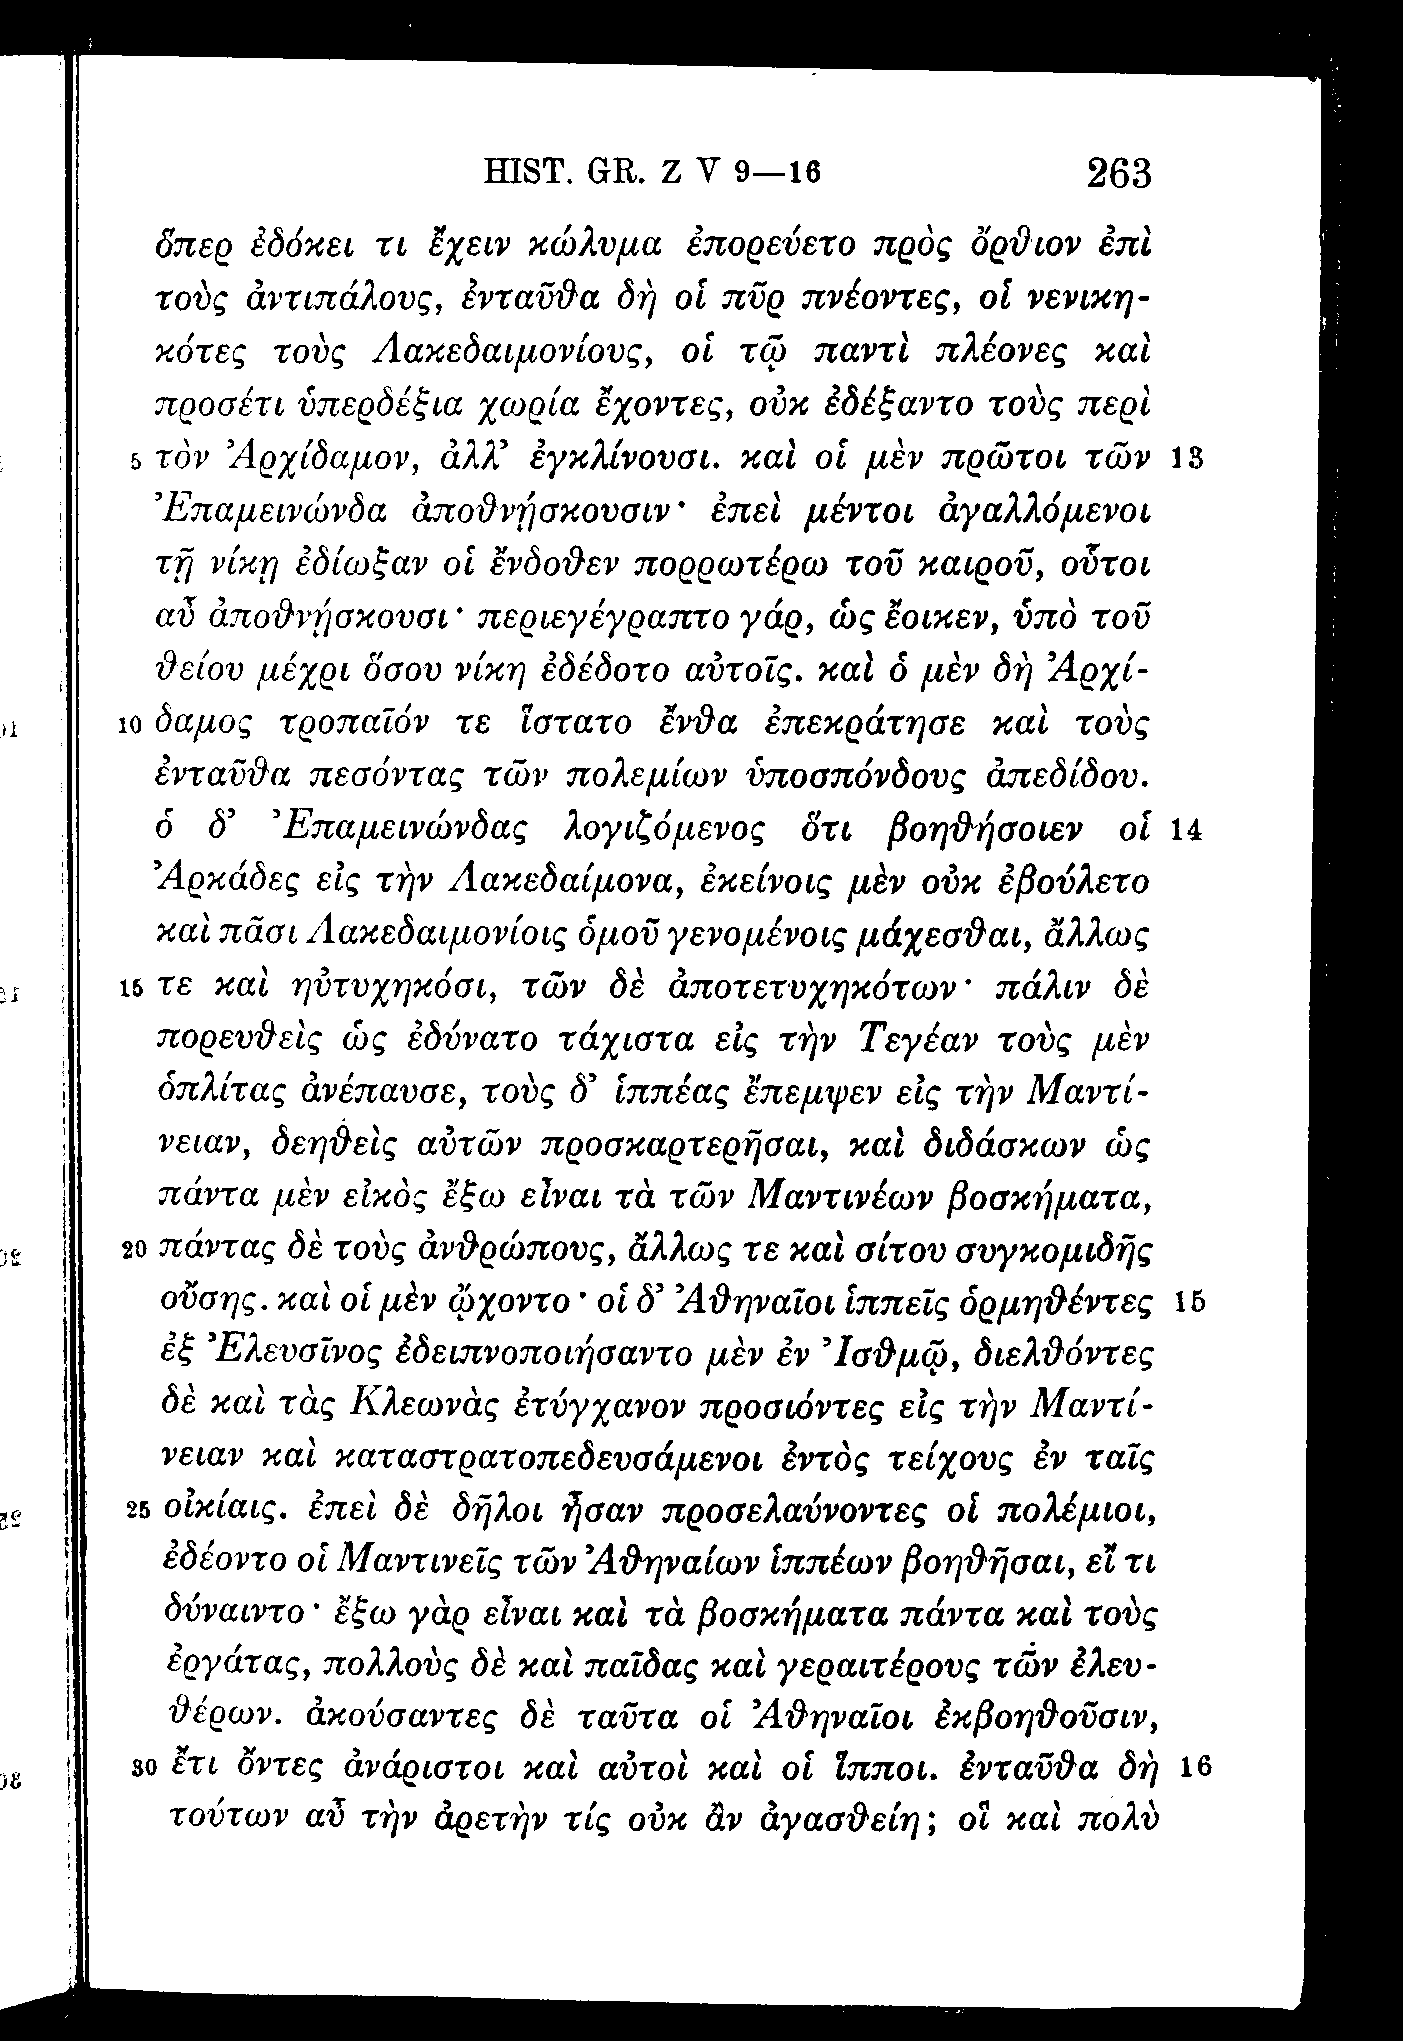 HIST. GR. Z V 9—16 263
ὅπερ ἐδόκει τι ἔχειν κώλυμα ἐπορεύετο πρὸς ὄρθιον ἐπὶ
τοὺς ἀντιπάλους, ἐνταῦθα δὴ οἱ πῦρ πνέοντες, οἱ νενικη-
κότες τοὺς Λακεδαιμονίους, οἱ τῷ παντὶ πλέονες καὶ
προσέτι ὑπερδέξια χωρία ἔχοντες, οὐκ ἐδέξαντο τοὺς περὶ
5 τὸν Ἀρχίδαμον, ἀλλ’ ἐγκλίνουσι. καὶ οἱ μὲν πρῶτοι τῶν 13
Ἐπαμεινώνδα ἀποθνῄσκουσιν· ἐπεὶ μέντοι ἀγαλλόμενοι
τῇ νίκῃ ἐδίωξαν οἱ ἔνδοθεν πορρωτέρω τοῦ καιροῦ, οὗτοι
αὖ ἀποθνῄσκουσι· περιεγέγραπτο γάρ, ὡς ἔοικεν, ὑπὸ τοῦ
θείου μέχρι ὅσου νίκη ἐδέδοτο αὐτοῖς. καὶ ὁ μὲν δὴ Ἀρχί-
10 δαμος τροπαῖόν τε ἵστατο ἔνθα ἐπεκράτησε καὶ τοὺς
ἐνταῦθα πεσόντας τῶν πολεμίων ὑποσπόνδους ἀπεδίδου.
ὁ δ’ Ἐπαμεινώνδας λογιζόμενος ὅτι βοηθήσοιεν οἱ 14
Ἀρκάδες εἰς τὴν Λακεδαίμονα, ἐκείνοις μὲν οὐκ ἐβούλετο
καὶ πᾶσι Λακεδαιμονίοις ὁμοῦ γενομένοις μάχεσθαι, ἄλλως
15 τε καὶ ηὐτυχηκόσι, τῶν δὲ ἀποτετυχηκότων· πάλιν δὲ
πορευθεὶς ὡς ἐδύνατο τάχιστα εἰς τὴν Τεγέαν τοὺς μὲν
ὁπλίτας ἀνέπαυσε, τοὺς δ’ ἱππέας ἔπεμψεν εἰς τὴν Μαντί-
νειαν, δεηθεὶς αὐτῶν προσκαρτερῆσαι, καὶ διδάσκων ὡς
πάντα μὲν εἰκὸς ἔξω εἶναι τὰ τῶν Μαντινέων βοσκήματα,
20 πάντας δὲ τοὺς ἀνθρώπους, ἄλλως τε καὶ σίτου συγκομιδῆς
οὔσης. καὶ οἱ μὲν ᾤχοντο· οἱ δ’ Ἀθηναῖοι ἱππεῖς ὁρμηθέντες 15
ἐξ Ἐλευσῖνος ἐδειπνοποιήσαντο μὲν ἐν Ἰσθμῷ, διελθόντες
δὲ καὶ τὰς Κλεωνὰς ἐτύγχανον προσιόντες εἰς τὴν Μαντί-
νειαν καὶ καταστρατοπεδευσάμενοι ἐντὸς τείχους ἐν ταῖς
25 οἰκίαις. ἐπεὶ δὲ δῆλοι ἦσαν προσελαύνοντες οἱ πολέμιοι,
ἐδέοντο οἱ Μαντινεῖς τῶν Ἀθηναίων ἱππέων βοηθῆσαι, εἴ τι
δύναιντο· ἔξω γὰρ εἶναι καὶ τὰ βοσκήματα πάντα καὶ τοὺς
ἐργάτας, πολλοὺς δὲ καὶ παῖδας καὶ γεραιτέρους τῶν ἐλευ-
θέρων. ἀκούσαντες δὲ ταῦτα οἱ Ἀθηναῖοι ἐκβοηθοῦσιν,
30 ἔτι ὄντες ἀνάριστοι καὶ αὐτοὶ καὶ οἱ ἵπποι. ἐνταῦθα δὴ 16
τούτων αὖ τὴν ἀρετὴν τίς οὐκ ἂν ἀγασθείη; οἳ καὶ πολὺ